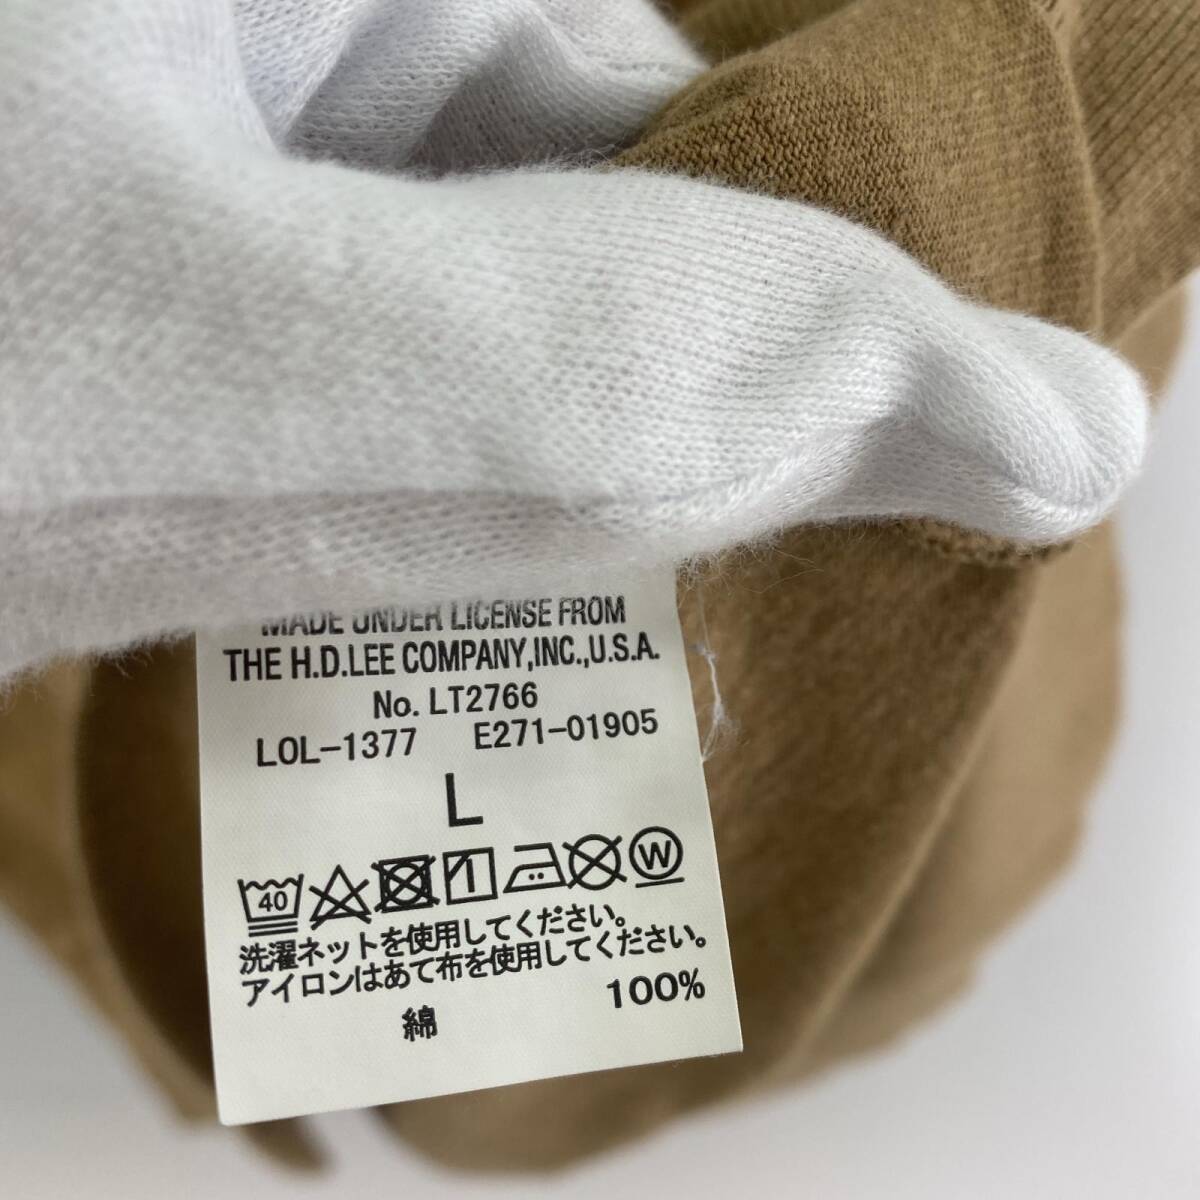 MADE UNDER LICENSE FROM
THE H.D.LEE COMPANY,INC.,U.S.A.
No. LT2766
LOL-1377 E271-01905
L
40 W
洗濯ネットを使用してください。
アイロンはあて布を使用してください。
綿 100%